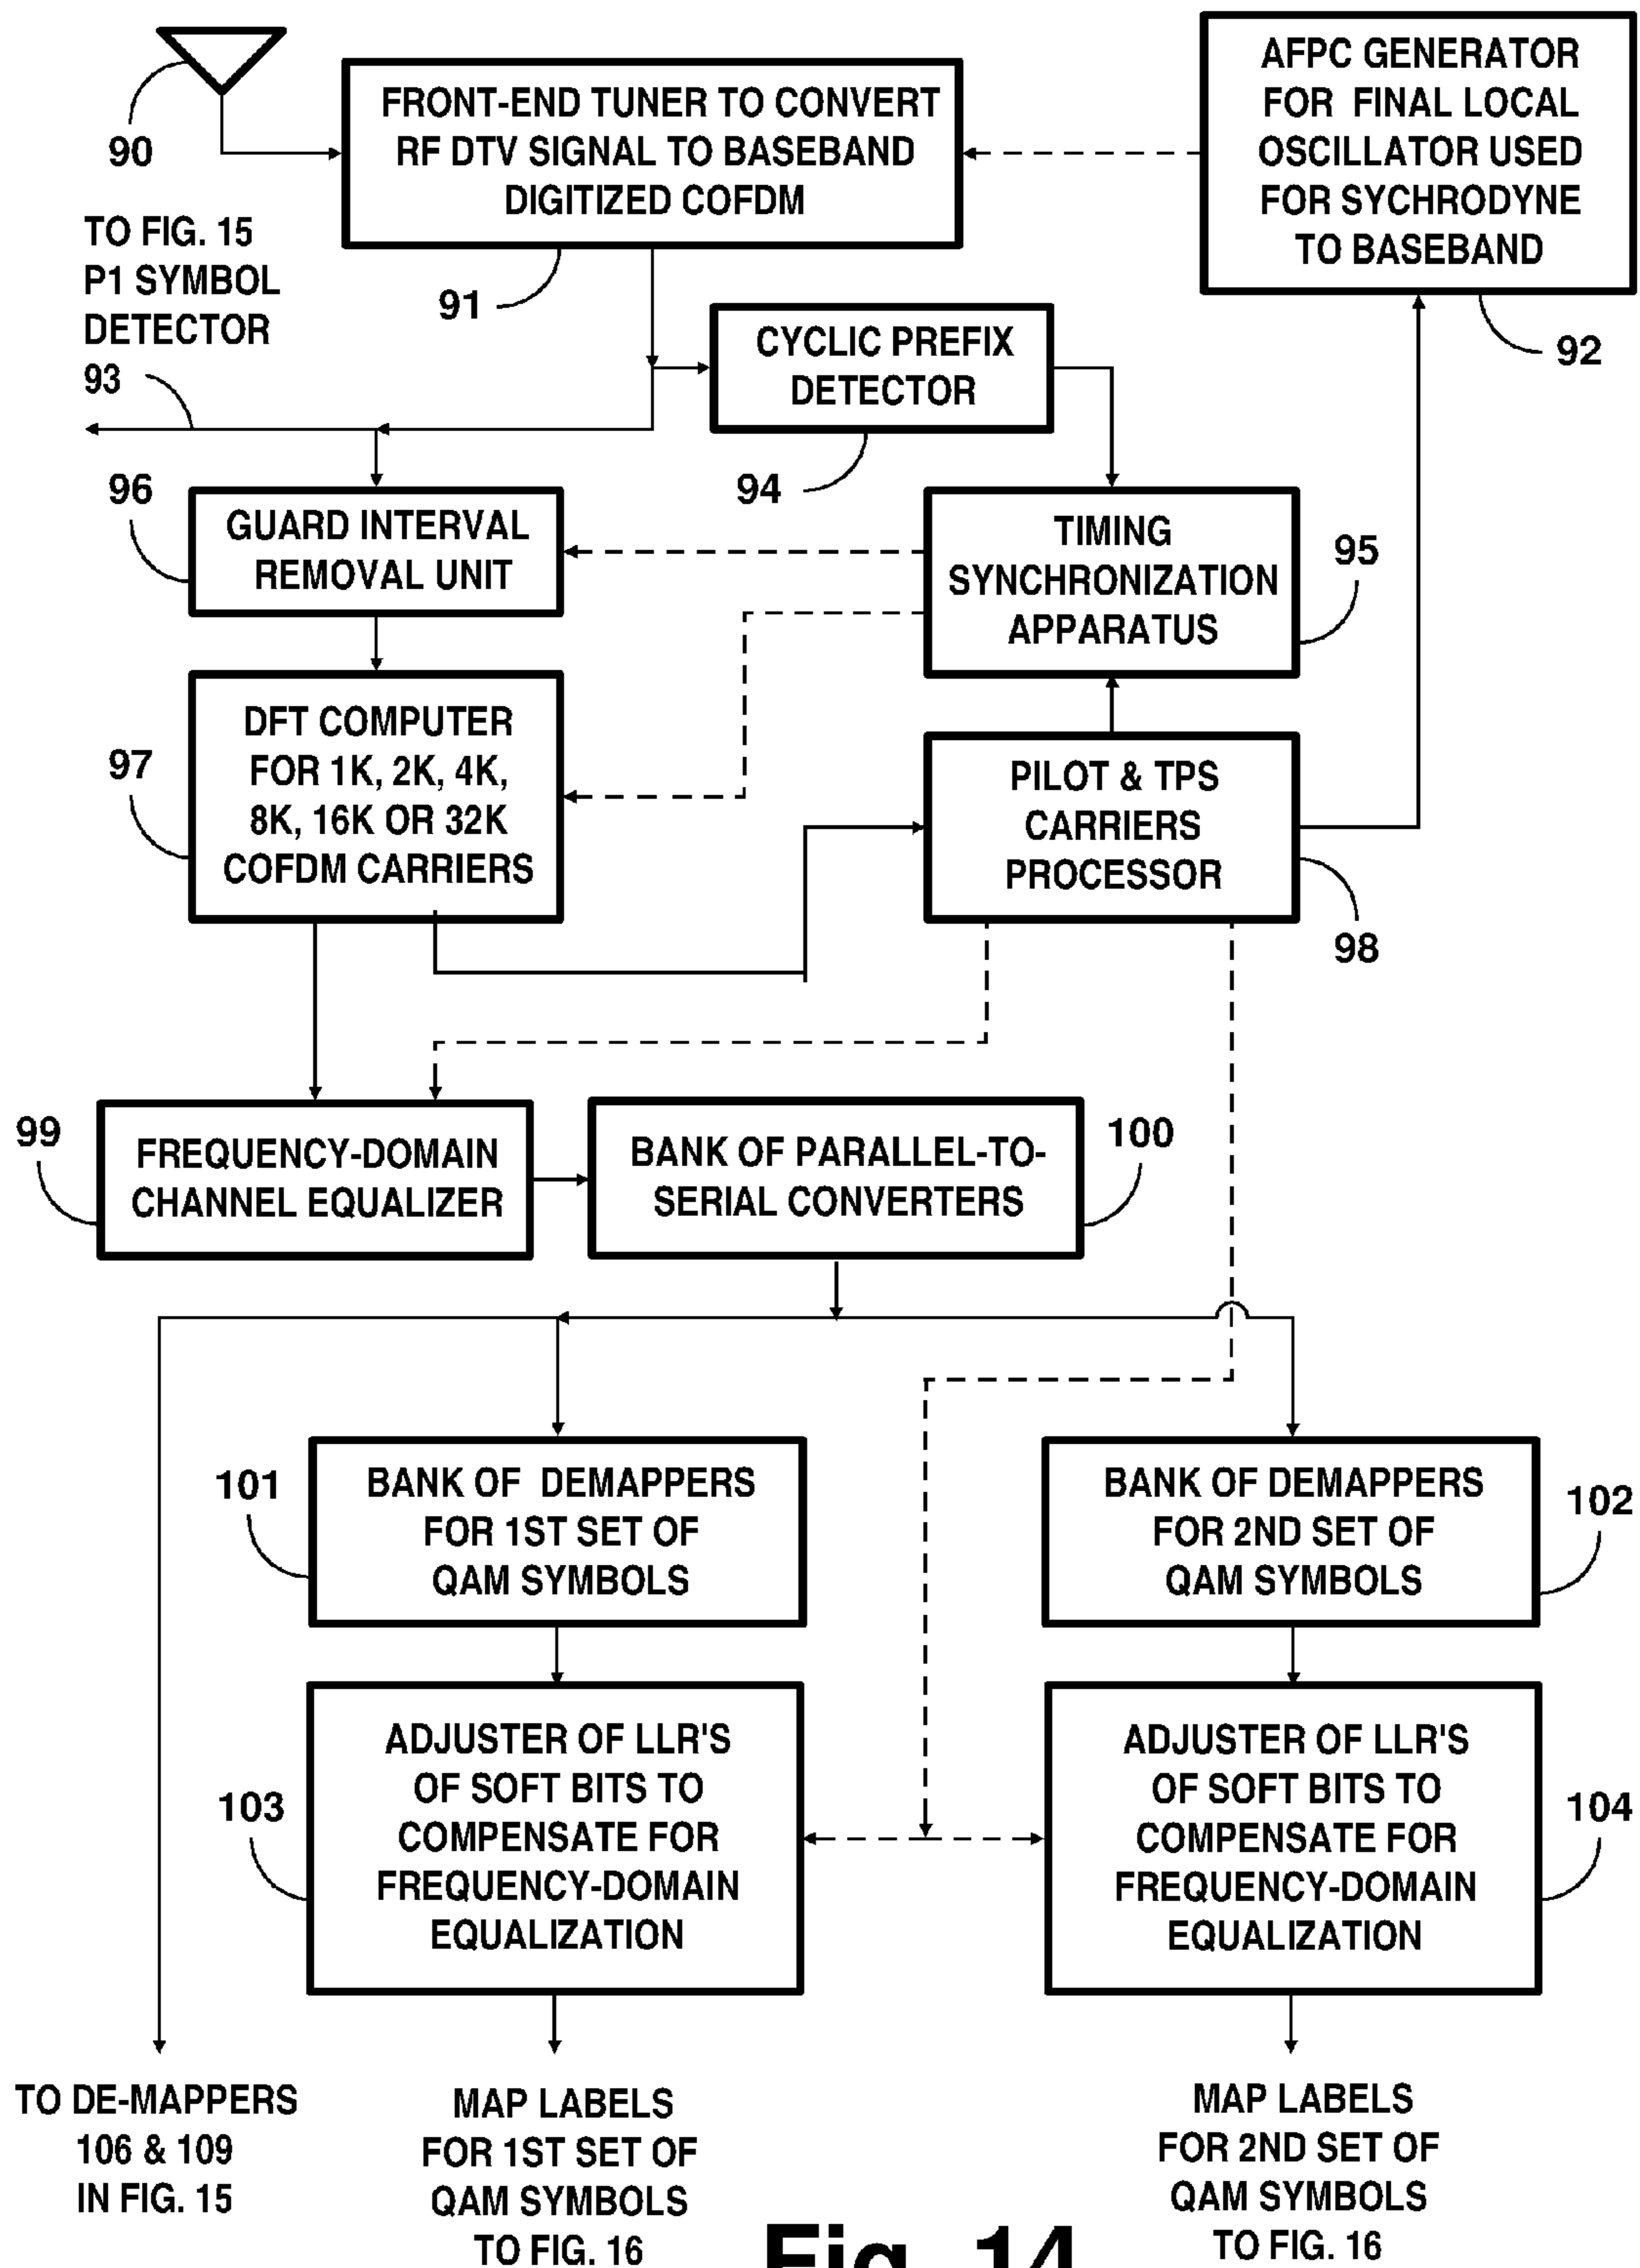 FRONT-END TUNER TO CONVERT
RF DTV SIGNAL TO BASEBAND
DIGITIZED COFDM
AFPC GENERATOR
FOR FINAL LOCAL
OSCILLATOR USED
FOR SYCHRODYNE
TO BASEBAND
90
91
92
TO FIG. 15
P1 SYMBOL
DETECTOR
93
CYCLIC PREFIX
DETECTOR
94
96
GUARD INTERVAL
REMOVAL UNIT
TIMING
SYNCHRONIZATION
APPARATUS
95
97
DFT COMPUTER
FOR 1K, 2K, 4K,
8K, 16K OR 32K
COFDM CARRIERS
PILOT & TPS
CARRIERS
PROCESSOR
98
99
FREQUENCY-DOMAIN
CHANNEL EQUALIZER
BANK OF PARALLEL-TO-
SERIAL CONVERTERS
100
101
BANK OF DEMAPPERS
FOR 1ST SET OF
QAM SYMBOLS
BANK OF DEMAPPERS
FOR 2ND SET OF
QAM SYMBOLS
102
103
ADJUSTER OF LLR'S
OF SOFT BITS TO
COMPENSATE FOR
FREQUENCY-DOMAIN
EQUALIZATION
ADJUSTER OF LLR'S
OF SOFT BITS TO
COMPENSATE FOR
FREQUENCY-DOMAIN
EQUALIZATION
104
TO DE-MAPPERS
106 & 109
IN FIG. 15
MAP LABELS
FOR 1ST SET OF
QAM SYMBOLS
TO FIG. 16
MAP LABELS
FOR 2ND SET OF
QAM SYMBOLS
TO FIG. 16
Fig. 14